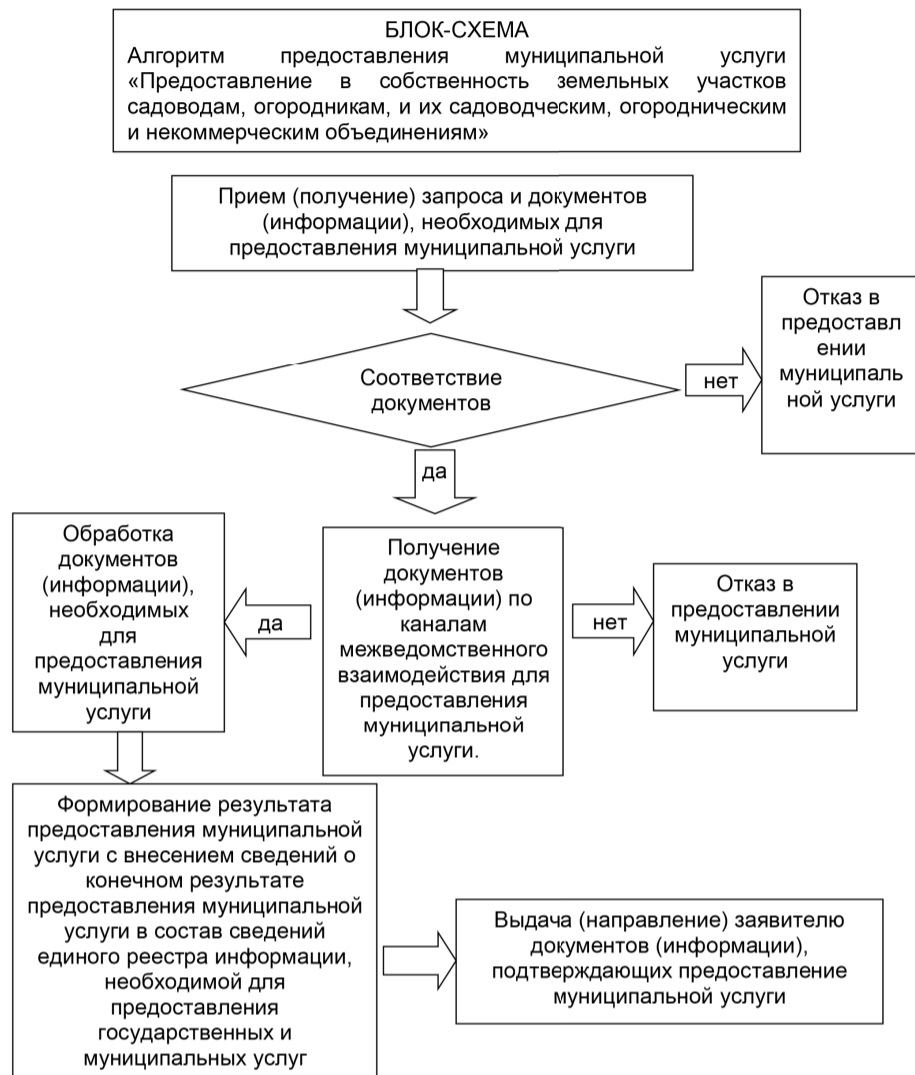 БЛОК-СХЕМА
Алгоритм предоставления муниципальной услуги
«Предоставление в собственность земельных участков
садоводам, огородникам, и их садоводческим, огородническим
и некоммерческим объединениям»
Прием (получение) запроса и документов
(информации), необходимых для
предоставления муниципальной услуги
Отказ в
предоставл
ении
муниципаль
ной услуги
Соответствие
документов
нет
да
Обработка
документов
(информации),
необходимых
для
предоставления
муниципальной
услуги
да
Получение
документов
(информации) по
каналам
межведомственного
взаимодействия для
предоставления
муниципальной
услуги.
нет
Отказ в
предоставлении
муниципальной
услуги
Формирование результата
предоставления муниципальной
услуги с внесением сведений о
конечном результате
предоставления муниципальной
услуги в состав сведений
единого реестра информации,
необходимой для
предоставления
государственных и
муниципальных услуг
Выдача (направление) заявителю
документов (информации),
подтверждающих предоставление
муниципальной услуги